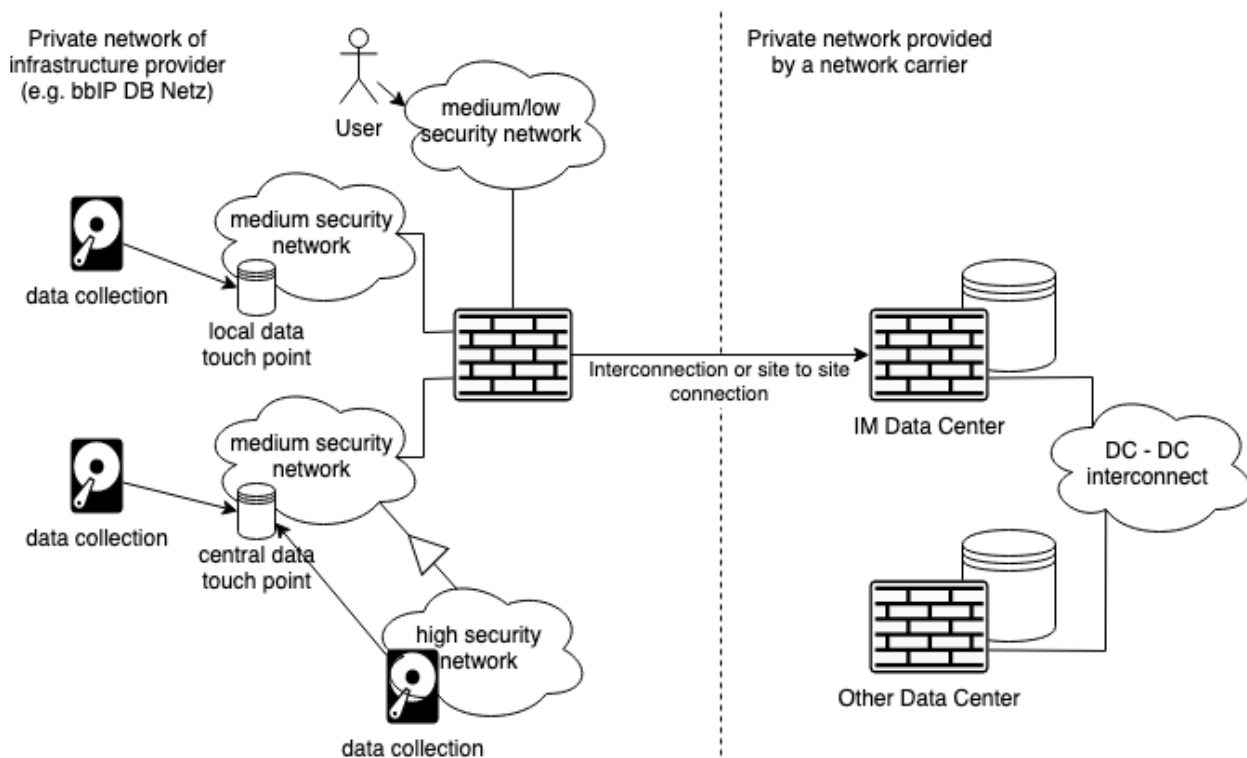 Private network of
infrastructure provider
(e.g. bbIP DB Netz)
User
medium/low
security network
Private network provided
by a network carrier
medium security
network
data collection
local data
touch point
Interconnection or site to site
connection
IM Data Center
medium security
network
data collection
central data
touch point
DC - DC
interconnect
high security
network
data collection
Other Data Center